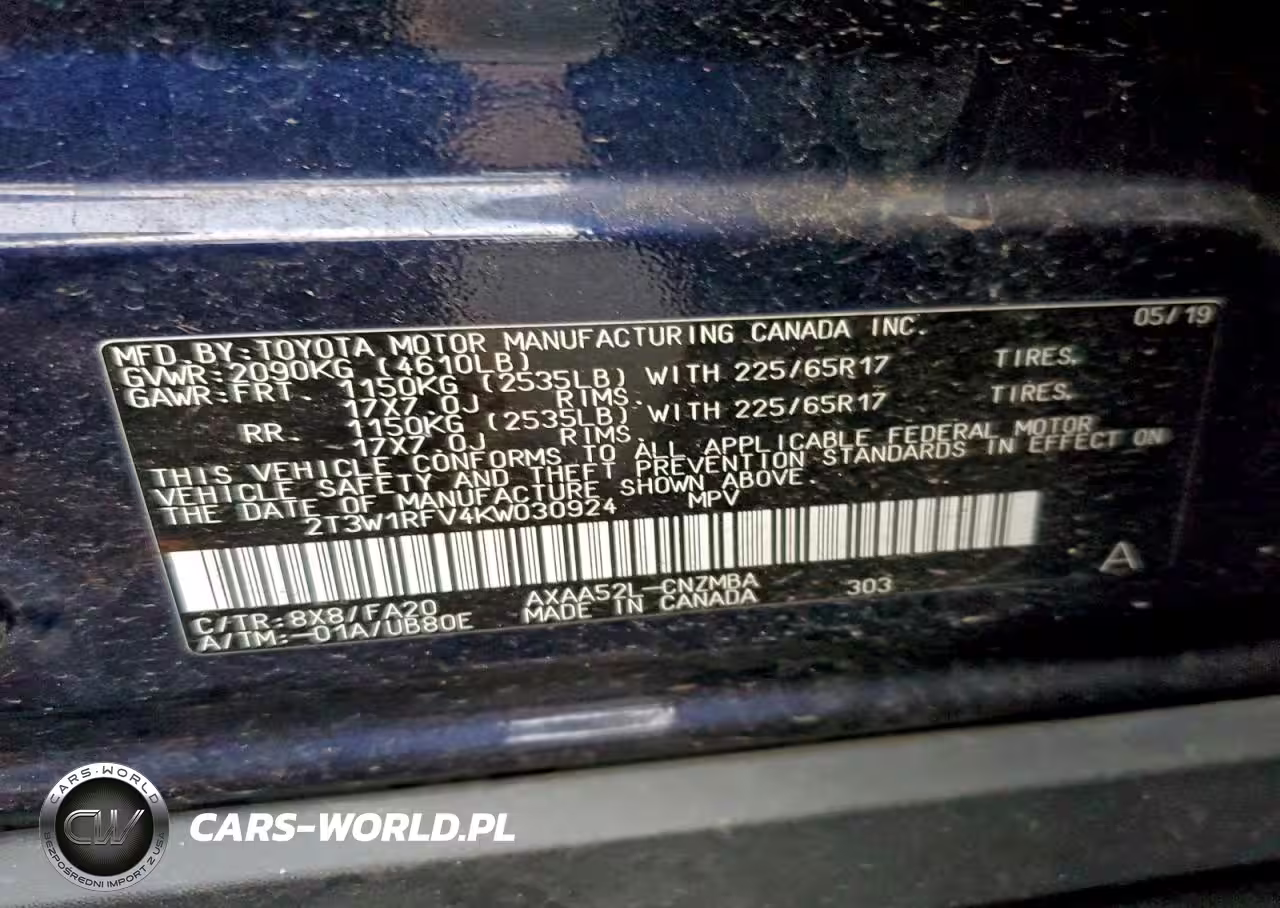 05/19
MFD. BY: TOYOTA MOTOR MANUFACTURING CANADA INC.
GVWR: 2090KG (4610LB)
GAWR: FRT. 1150KG (2535LB) WITH 225/65R17 TIRES.
17X7.0J RIMS.
RR. 1150KG (2535LB) WITH 225/65R17 TIRES.
17X7.0J RIMS.
THIS VEHICLE CONFORMS TO ALL APPLICABLE FEDERAL MOTOR
VEHICLE SAFETY AND THEFT PREVENTION STANDARDS IN EFFECT ON
THE DATE OF MANUFACTURE SHOWN ABOVE.
2T3W1RFV4KW030924 MPV
A
C/TR: 8X8/FA20 AXAA52L-CNZMBA 303
A/TM: -01A/UB80E MADE IN CANADA
CARS-WORLD
CW
BEZPOŚREDNI IMPORT Z USA
CARS-WORLD.PL